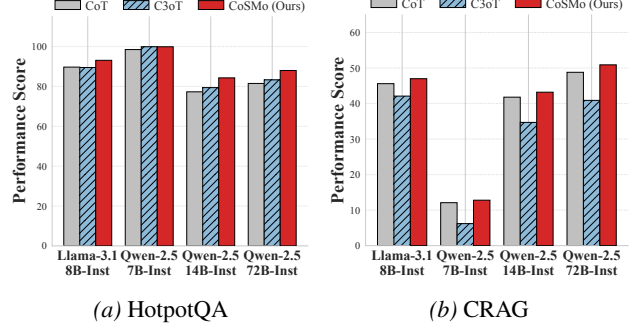 CoT C3oT CoSMo (Ours)
Performance Score
100
80
60
40
20
0
Llama-3.1 Qwen-2.5 Qwen-2.5 Qwen-2.5
8B-Inst 7B-Inst 14B-Inst 72B-Inst
(a) HotpotQA
CoT C3oT CoSMo (Ours)
Performance Score
60
50
40
30
20
10
0
Llama-3.1 Qwen-2.5 Qwen-2.5 Qwen-2.5
8B-Inst 7B-Inst 14B-Inst 72B-Inst
(b) CRAG